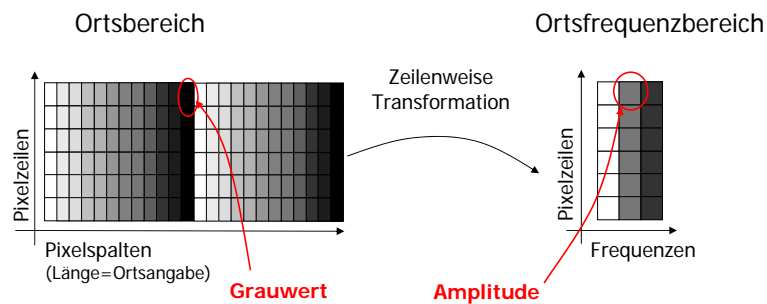 Ortsbereich
Ortsfrequenzbereich
Zeilenweise
Transformation
Pixelzeilen
Pixelzeilen
Pixelspalten
(Länge=Ortsangabe)
Frequenzen
Grauwert
Amplitude